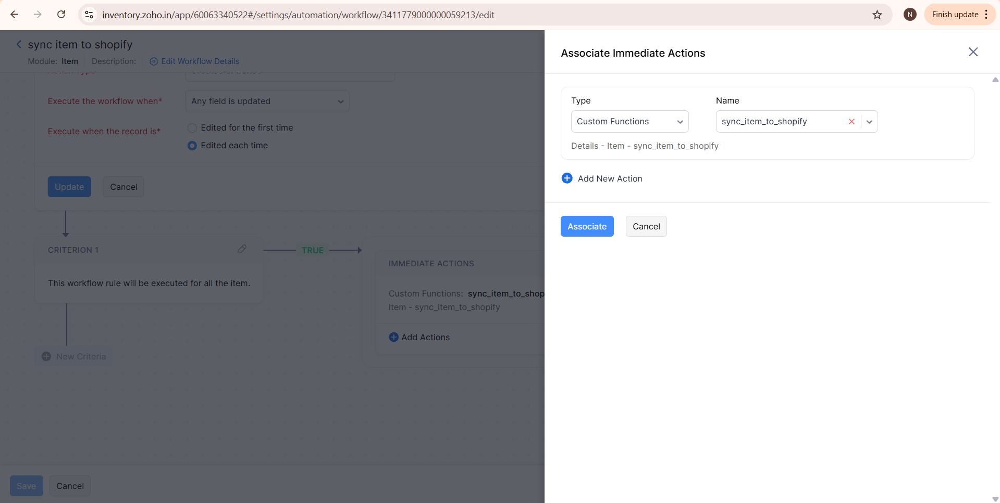 inventory.zoho.in/app/60063340522#/settings/automation/workflow/3411779000000059213/edit
N
Finish update
sync item to shopify
Module: Item Description: Edit Workflow Details
Execute the workflow when* Any field is updated
Execute when the record is* Edited for the first time
Edited each time
Update Cancel
CRITERION 1
TRUE
This workflow rule will be executed for all the item.
New Criteria
IMMEDIATE ACTIONS
Custom Functions: sync_item_to_shop
Item - sync_item_to_shopify
Add Actions
Save Cancel
Associate Immediate Actions
Type Name
Custom Functions sync_item_to_shopify
Details - Item - sync_item_to_shopify
Add New Action
Associate Cancel